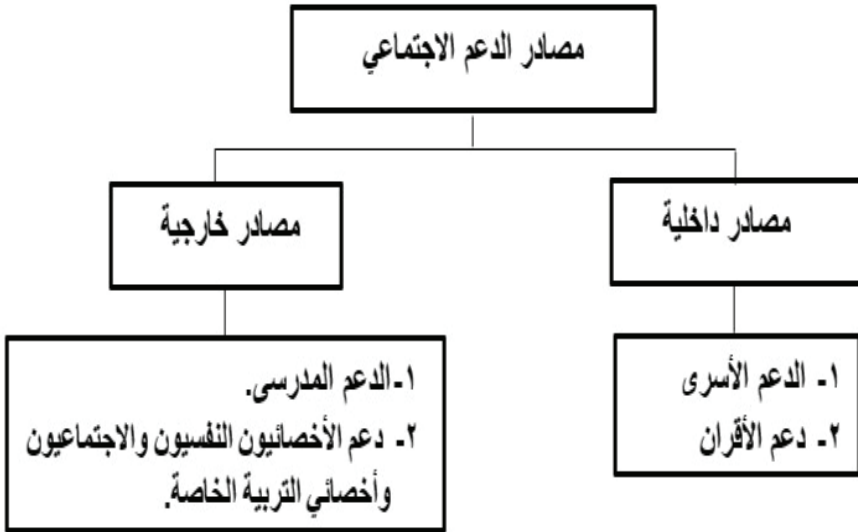 مصادر الدعم الاجتماعي
مصادر داخلية
مصادر خارجية
١- الدعم الأسرى
٢- دعم الأقران
١-الدعم المدرسى.
٢- دعم الأخصائيون النفسيون والاجتماعيون
وأخصائي التربية الخاصة.